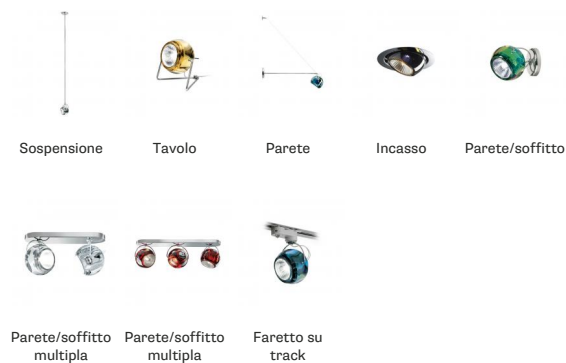 Sospensione
Tavolo
Parete
Incasso
Parete/soffitto
Parete/soffitto
multipla
Parete/soffitto
multipla
Faretto su
track